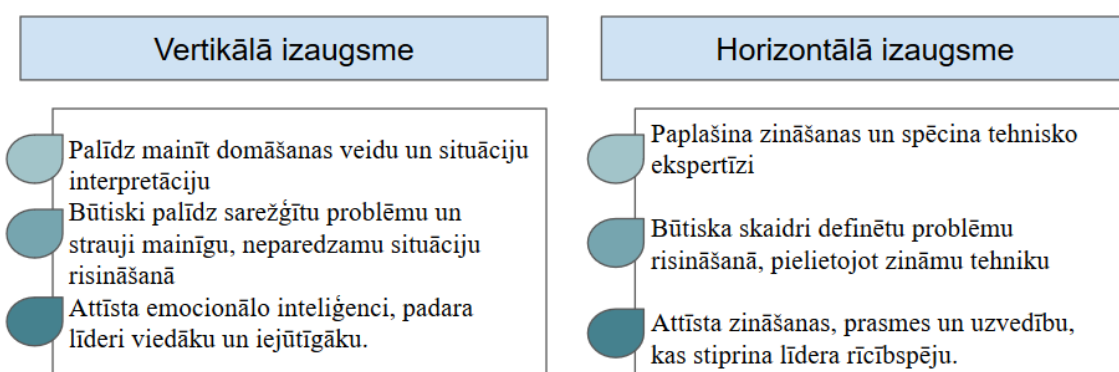 Vertikālā izaugsme
Palīdz mainīt domāšanas veidu un situāciju
interpretāciju
Būtiski palīdz sarežģītu problēmu un
strauji mainīgu, neparedzamu situāciju
risināšanā
Attīsta emocionālo inteliģenci, padara
līderi viedāku un iejūtīgāku.
Horizontālā izaugsme
Paplašina zināšanas un spēcina tehnisko
ekspertīzi
Būtiska skaidri definētu problēmu
risināšanā, pielietojot zināmu tehniku
Attīsta zināšanas, prasmes un uzvedību,
kas stiprina līdera rīcībspēju.